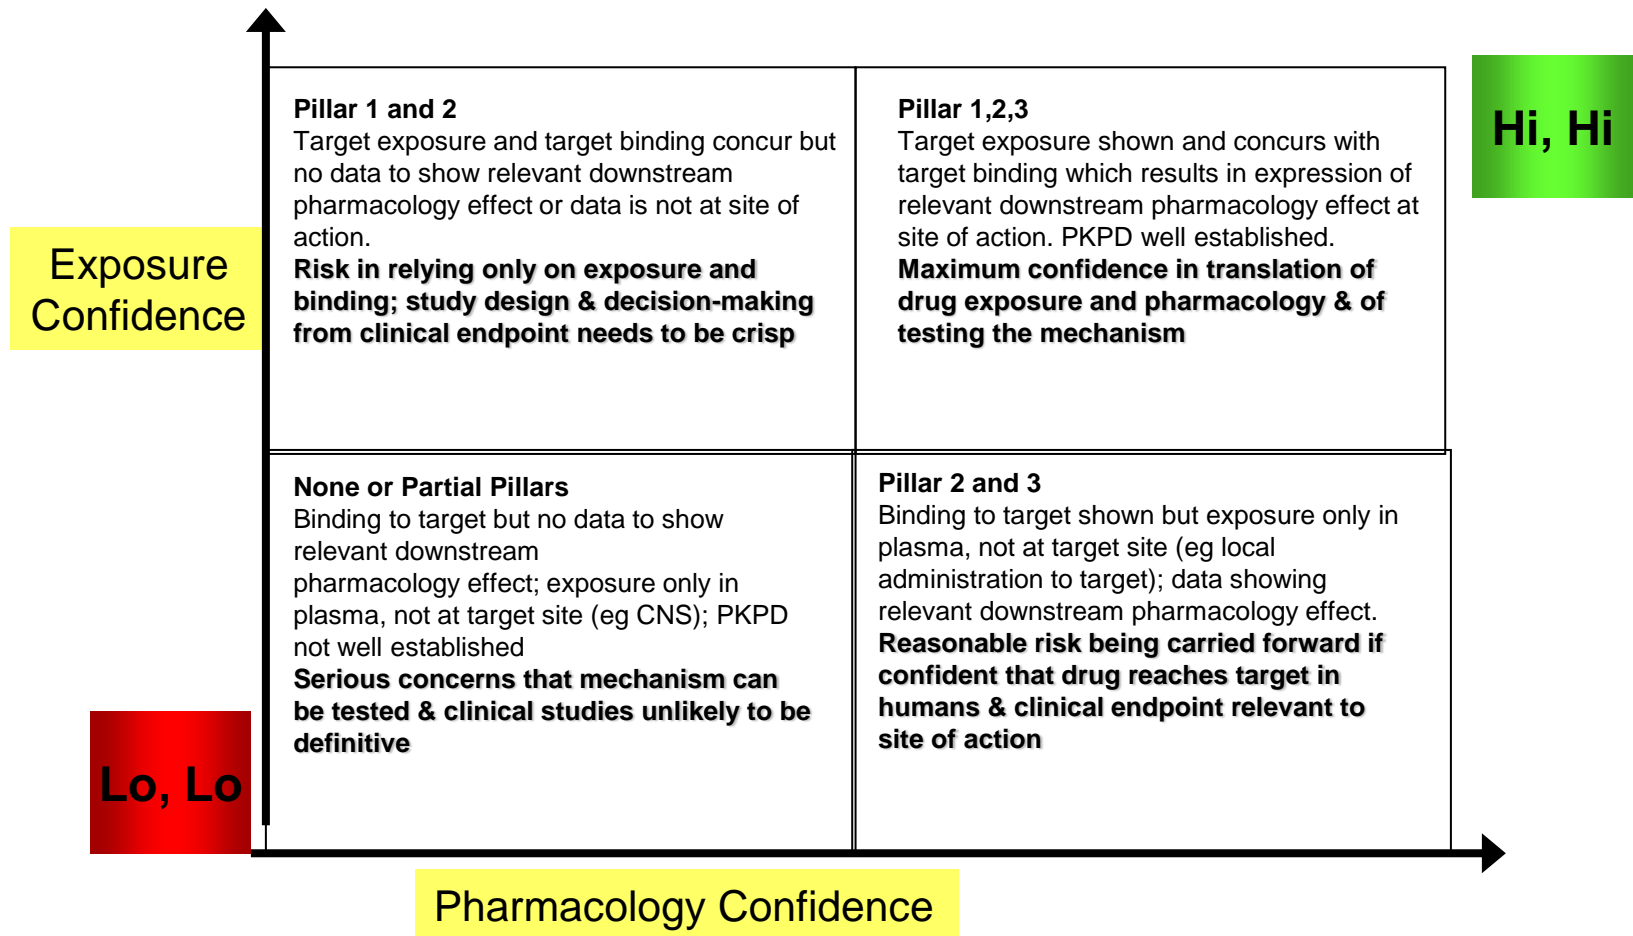 Pillar 1 and 2
Target exposure and target binding concur but
no data to show relevant downstream
pharmacology effect or data is not at site of
action.
Risk in relying only on exposure and
binding; study design & decision-making
from clinical endpoint needs to be crisp
Pillar 1,2,3
Target exposure shown and concurs with
target binding which results in expression of
relevant downstream pharmacology effect at
site of action. PKPD well established.
Maximum confidence in translation of
drug exposure and pharmacology & of
testing the mechanism
Hi, Hi
Exposure
Confidence
None or Partial Pillars
Binding to target but no data to show
relevant downstream
pharmacology effect; exposure only in
plasma, not at target site (eg CNS); PKPD
not well established
Serious concerns that mechanism can
be tested & clinical studies unlikely to be
definitive
Pillar 2 and 3
Binding to target shown but exposure only in
plasma, not at target site (eg local
administration to target); data showing
relevant downstream pharmacology effect.
Reasonable risk being carried forward if
confident that drug reaches target in
humans & clinical endpoint relevant to
site of action
Lo, Lo
Pharmacology Confidence